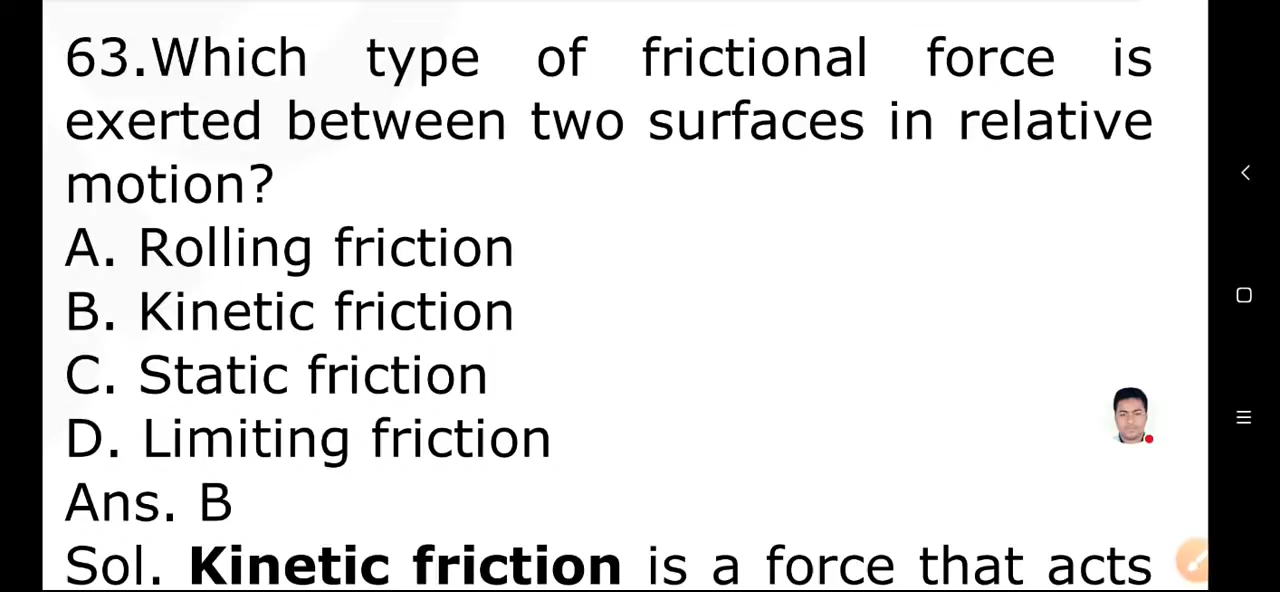 63.Which type of frictional force is
exerted between two surfaces in relative
motion?
A. Rolling friction
B. Kinetic friction
C. Static friction
D. Limiting friction
Ans. B
Sol. Kinetic friction is a force that acts